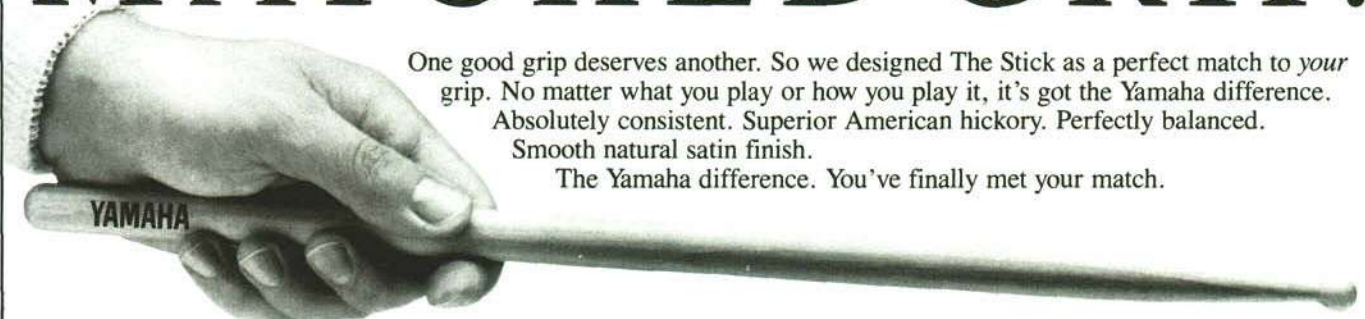 MATCHED GRIP.
One good grip deserves another. So we designed The Stick as a perfect match to your
grip. No matter what you play or how you play it, it's got the Yamaha difference.
Absolutely consistent. Superior American hickory. Perfectly balanced.
Smooth natural satin finish.
The Yamaha difference. You've finally met your match.
YAMAHA